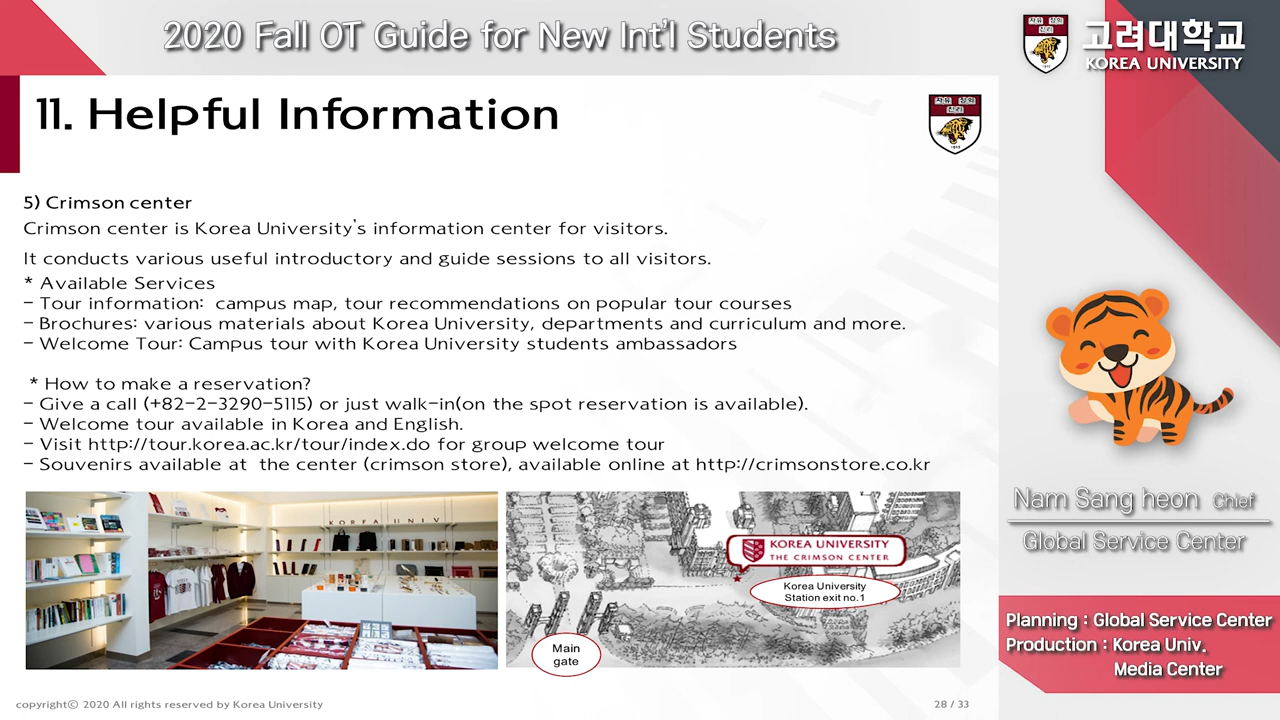 2020 Fall OT Guide for New Int'l Students
고려대학교
KOREA UNIVERSITY
11. Helpful Information
5) Crimson center
Crimson center is Korea University's information center for visitors.
It conducts various useful introductory and guide sessions to all visitors.
* Available Services
- Tour information: campus map, tour recommendations on popular tour courses
- Brochures: various materials about Korea University, departments and curriculum and more.
- Welcome Tour: Campus tour with Korea University students ambassadors
* How to make a reservation?
- Give a call (+82-2-3290-5115) or just walk-in(on the spot reservation is available).
- Welcome tour available in Korea and English.
- Visit http://tour.korea.ac.kr/tour/index.do for group welcome tour
- Souvenirs available at the center (crimson store), available online at http://crimsonstore.co.kr
KOREA UNIV
KOREA UNIVERSITY
THE CRIMSON CENTER
Korea University
Station exit no.1
Main
gate
Nam Sang heon Chief
Global Service Center
Planning : Global Service Center
Production : Korea Univ.
Media Center
copyright© 2020 All rights reserved by Korea University
28 / 33